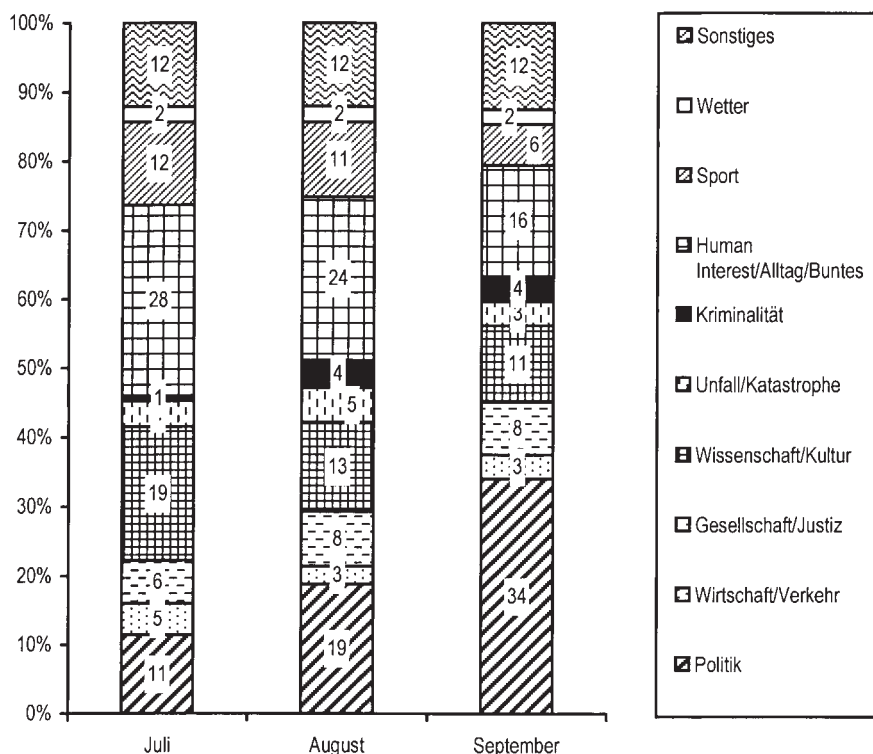 100%
90%
80%
70%
60%
50%
40%
30%
20%
10%
0%
12
2
12
28
1
19
6
5
11
12
2
11
24
4
5
13
8
3
19
12
2
6
16
4
3
11
8
3
34
Juli
August
September
Sonstiges
Wetter
Sport
Human
Interest/Alltag/Buntes
Kriminalität
Unfall/Katastrophe
Wissenschaft/Kultur
Gesellschaft/Justiz
Wirtschaft/Verkehr
Politik